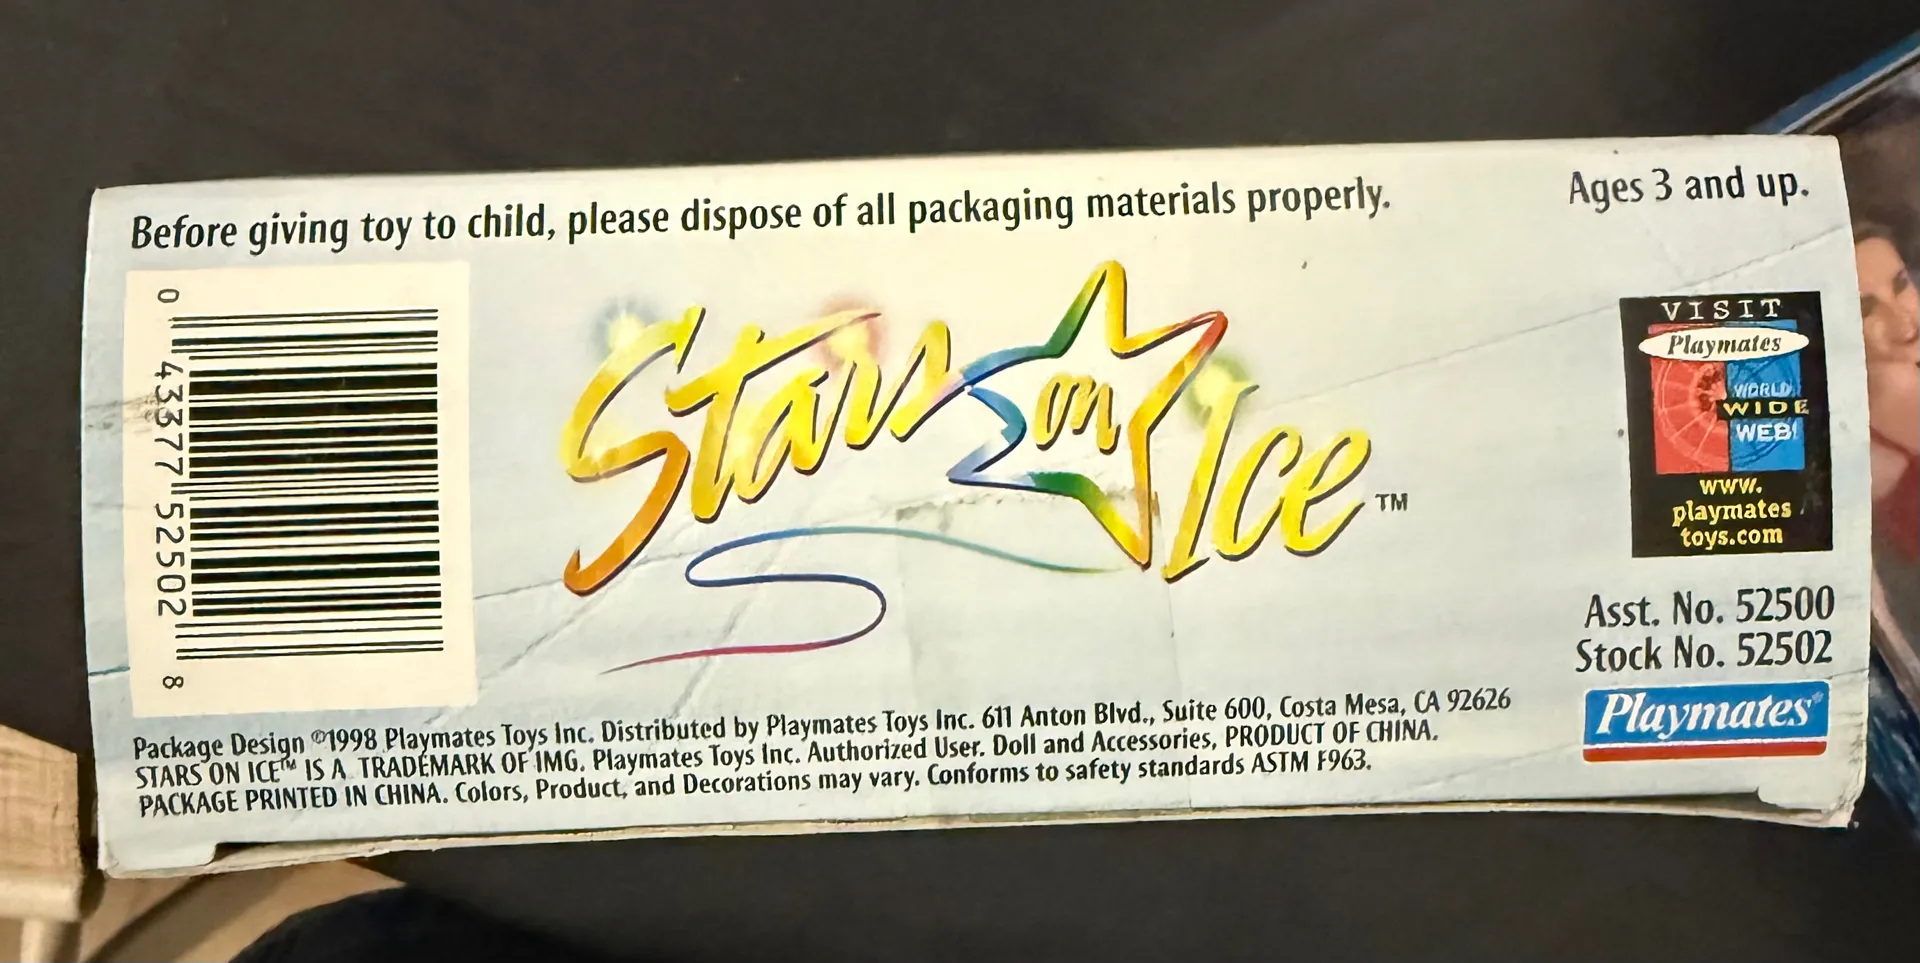 Before giving toy to child, please dispose of all packaging materials properly.
Ages 3 and up.
0 43377 52502 8
Stars on Ice ™
VISIT
Playmates
WORLD
WIDE
WEB!
www.
playmates
toys.com
Asst. No. 52500
Stock No. 52502
Playmates®
Package Design ©1998 Playmates Toys Inc. Distributed by Playmates Toys Inc. 611 Anton Blvd., Suite 600, Costa Mesa, CA 92626
STARS ON ICE™ IS A TRADEMARK OF IMG. Playmates Toys Inc. Authorized User. Doll and Accessories, PRODUCT OF CHINA.
PACKAGE PRINTED IN CHINA. Colors, Product, and Decorations may vary. Conforms to safety standards ASTM F963.